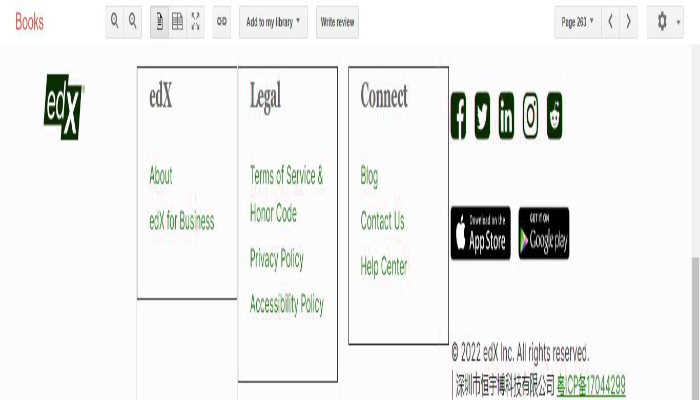 Books
Add to my library
Write review
Page 263
edX
edX
About
edX for Business
Legal
Terms of Service &
Honor Code
Privacy Policy
Accessibility Policy
Connect
Blog
Contact Us
Help Center
Download on the
App Store
GET IT ON
Google play
© 2022 edX Inc. All rights reserved.
| 深圳市恒宇博科技有限公司 粤ICP备17044299